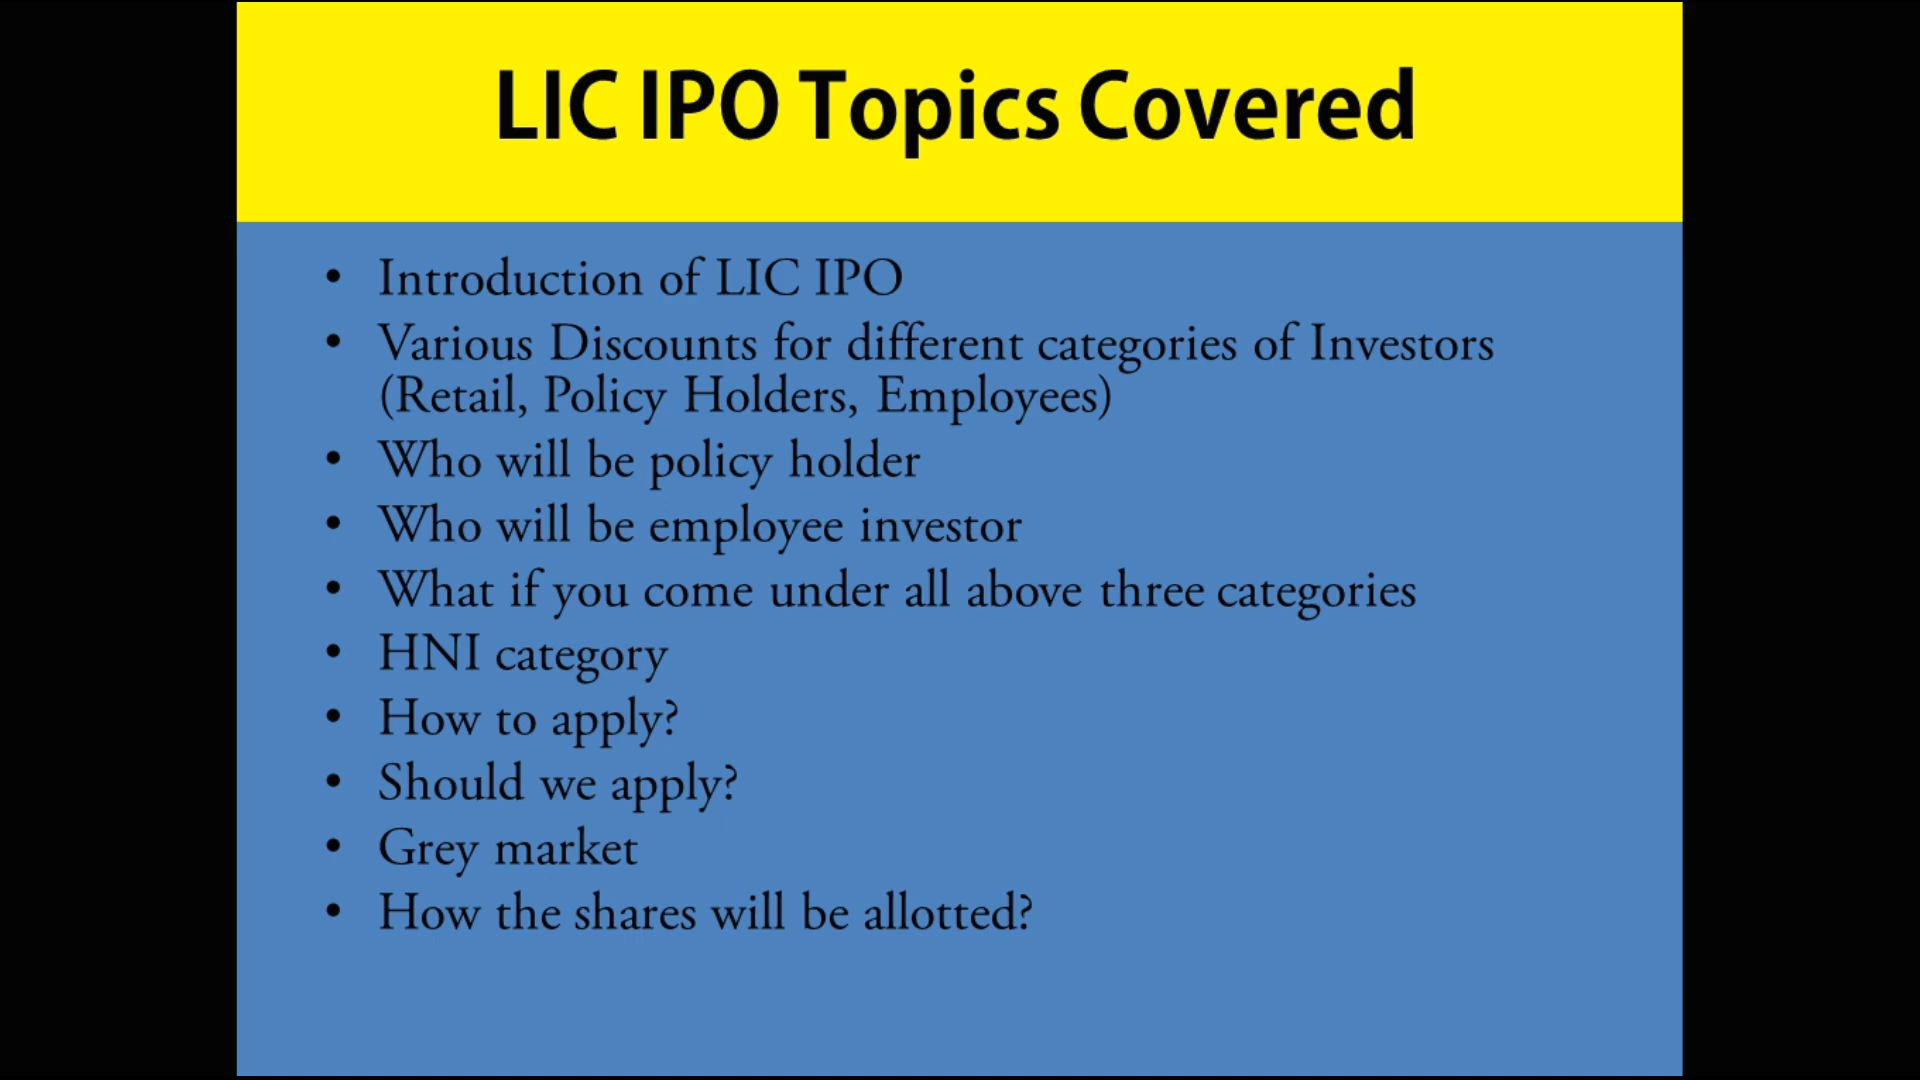 LIC IPO Topics Covered
• Introduction of LIC IPO
• Various Discounts for different categories of Investors
(Retail, Policy Holders, Employees)
• Who will be policy holder
• Who will be employee investor
• What if you come under all above three categories
• HNI category
• How to apply?
• Should we apply?
• Grey market
• How the shares will be allotted?